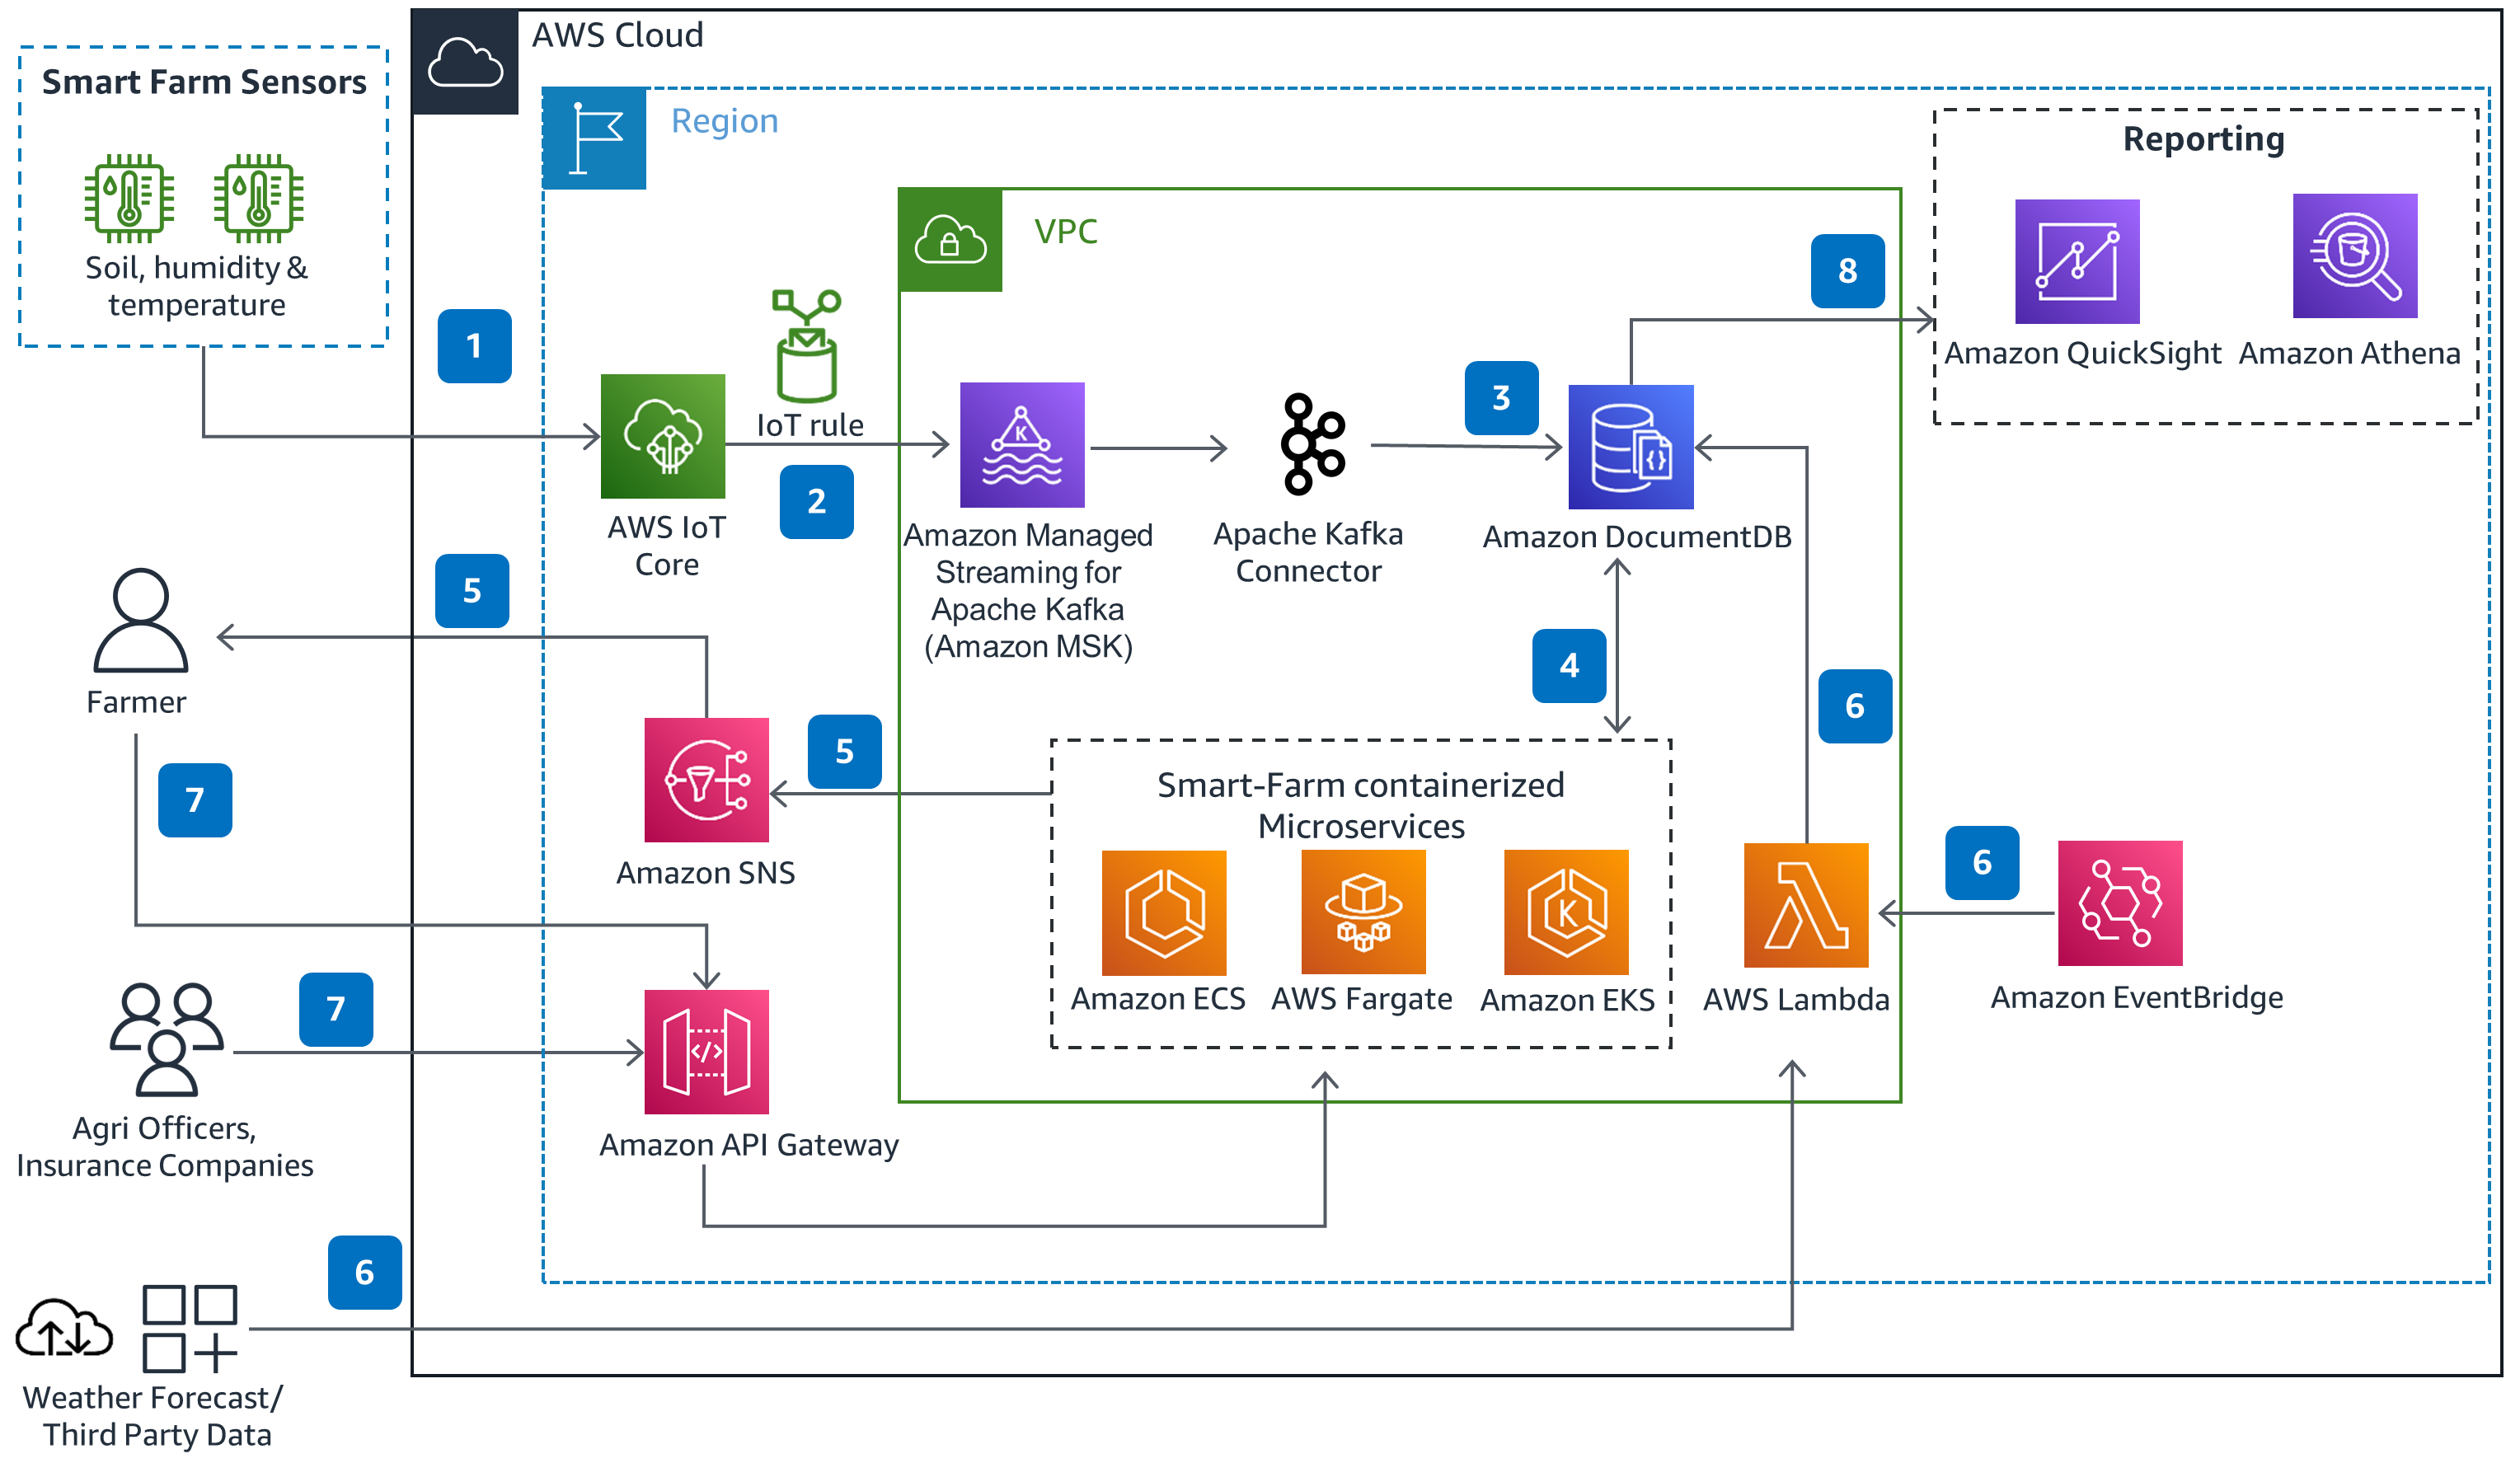 AWS Cloud
Smart Farm Sensors
Soil, humidity &
temperature
Region
Reporting
VPC
Amazon QuickSight
Amazon Athena
8
1
IoT rule
2
3
K
{}
AWS IoT
Core
Amazon Managed
Streaming for
Apache Kafka
(Amazon MSK)
Apache Kafka
Connector
Amazon DocumentDB
5
Farmer
4
6
7
5
Amazon SNS
Smart-Farm containerized
Microservices
K
Amazon ECS
AWS Fargate
Amazon EKS
AWS Lambda
6
Amazon EventBridge
7
</>
Agri Officers,
Insurance Companies
Amazon API Gateway
6
Weather Forecast/
Third Party Data